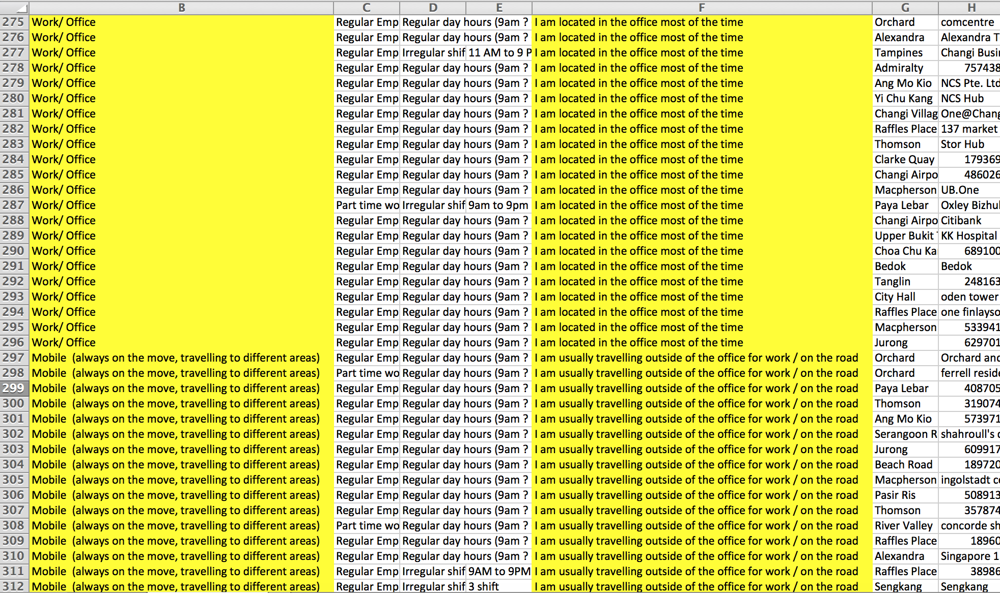 B C D E F G H
275 Work/ Office Regular Emp Regular day hours (9am ? I am located in the office most of the time Orchard comcentre
276 Work/ Office Regular Emp Regular day hours (9am ? I am located in the office most of the time Alexandra Alexandra T
277 Work/ Office Regular Emp Irregular shif 11 AM to 9 P I am located in the office most of the time Tampines Changi Busi
278 Work/ Office Regular Emp Regular day hours (9am ? I am located in the office most of the time Admiralty 757438
279 Work/ Office Regular Emp Regular day hours (9am ? I am located in the office most of the time Ang Mo Kio NCS Pte. Ltd
280 Work/ Office Regular Emp Regular day hours (9am ? I am located in the office most of the time Yi Chu Kang NCS Hub
281 Work/ Office Regular Emp Regular day hours (9am ? I am located in the office most of the time Changi Villag One@Chang
282 Work/ Office Regular Emp Regular day hours (9am ? I am located in the office most of the time Raffles Place 137 market
283 Work/ Office Regular Emp Regular day hours (9am ? I am located in the office most of the time Thomson Stor Hub
284 Work/ Office Regular Emp Regular day hours (9am ? I am located in the office most of the time Clarke Quay 179369
285 Work/ Office Regular Emp Regular day hours (9am ? I am located in the office most of the time Changi Airpo 486026
286 Work/ Office Regular Emp Regular day hours (9am ? I am located in the office most of the time Macpherson UB.One
287 Work/ Office Part time wo Irregular shif 9am to 9pm I am located in the office most of the time Paya Lebar Oxley Bizhu
288 Work/ Office Regular Emp Regular day hours (9am ? I am located in the office most of the time Changi Airpo Citibank
289 Work/ Office Regular Emp Regular day hours (9am ? I am located in the office most of the time Upper Bukit KK Hospital
290 Work/ Office Regular Emp Regular day hours (9am ? I am located in the office most of the time Choa Chu Ka 689100
291 Work/ Office Regular Emp Regular day hours (9am ? I am located in the office most of the time Bedok Bedok
292 Work/ Office Regular Emp Regular day hours (9am ? I am located in the office most of the time Tanglin 248163
293 Work/ Office Regular Emp Regular day hours (9am ? I am located in the office most of the time City Hall oden tower
294 Work/ Office Regular Emp Regular day hours (9am ? I am located in the office most of the time Raffles Place one finlayso
295 Work/ Office Regular Emp Regular day hours (9am ? I am located in the office most of the time Macpherson 533941
296 Work/ Office Regular Emp Regular day hours (9am ? I am located in the office most of the time Jurong 629701
297 Mobile (always on the move, travelling to different areas) Regular Emp Regular day hours (9am ? I am usually travelling outside of the office for work / on the road Orchard Orchard and
298 Mobile (always on the move, travelling to different areas) Part time wo Regular day hours (9am ? I am usually travelling outside of the office for work / on the road Orchard ferrell reside
299 Mobile (always on the move, travelling to different areas) Regular Emp Regular day hours (9am ? I am usually travelling outside of the office for work / on the road Paya Lebar 408705
300 Mobile (always on the move, travelling to different areas) Regular Emp Regular day hours (9am ? I am usually travelling outside of the office for work / on the road Thomson 319074
301 Mobile (always on the move, travelling to different areas) Regular Emp Regular day hours (9am ? I am usually travelling outside of the office for work / on the road Ang Mo Kio 573971
302 Mobile (always on the move, travelling to different areas) Regular Emp Regular day hours (9am ? I am usually travelling outside of the office for work / on the road Serangoon R shahroull's
303 Mobile (always on the move, travelling to different areas) Regular Emp Regular day hours (9am ? I am usually travelling outside of the office for work / on the road Jurong 609917
304 Mobile (always on the move, travelling to different areas) Regular Emp Regular day hours (9am ? I am usually travelling outside of the office for work / on the road Beach Road 189720
305 Mobile (always on the move, travelling to different areas) Regular Emp Regular day hours (9am ? I am usually travelling outside of the office for work / on the road Macpherson ingolstadt
306 Mobile (always on the move, travelling to different areas) Regular Emp Regular day hours (9am ? I am usually travelling outside of the office for work / on the road Pasir Ris 508913
307 Mobile (always on the move, travelling to different areas) Regular Emp Regular day hours (9am ? I am usually travelling outside of the office for work / on the road Thomson 357874
308 Mobile (always on the move, travelling to different areas) Part time wo Regular day hours (9am ? I am usually travelling outside of the office for work / on the road River Valley concorde sh
309 Mobile (always on the move, travelling to different areas) Regular Emp Regular day hours (9am ? I am usually travelling outside of the office for work / on the road Raffles Place 18960
310 Mobile (always on the move, travelling to different areas) Regular Emp Regular day hours (9am ? I am usually travelling outside of the office for work / on the road Alexandra Singapore 1
311 Mobile (always on the move, travelling to different areas) Regular Emp Irregular shif 9AM to 9PM I am usually travelling outside of the office for work / on the road Raffles Place 38986
312 Mobile (always on the move, travelling to different areas) Regular Emp Irregular shif 3 shift I am usually travelling outside of the office for work / on the road Sengkang Sengkang